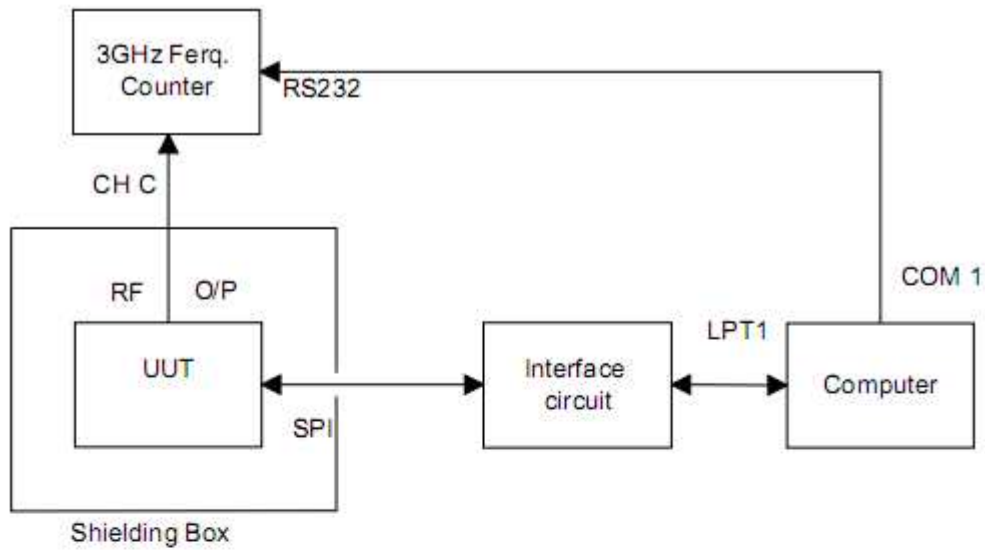 3GHz Ferq.
Counter
RS232
CH C
COM 1
RF O/P
LPT1
UUT
Interface
circuit
Computer
SPI
Shielding Box